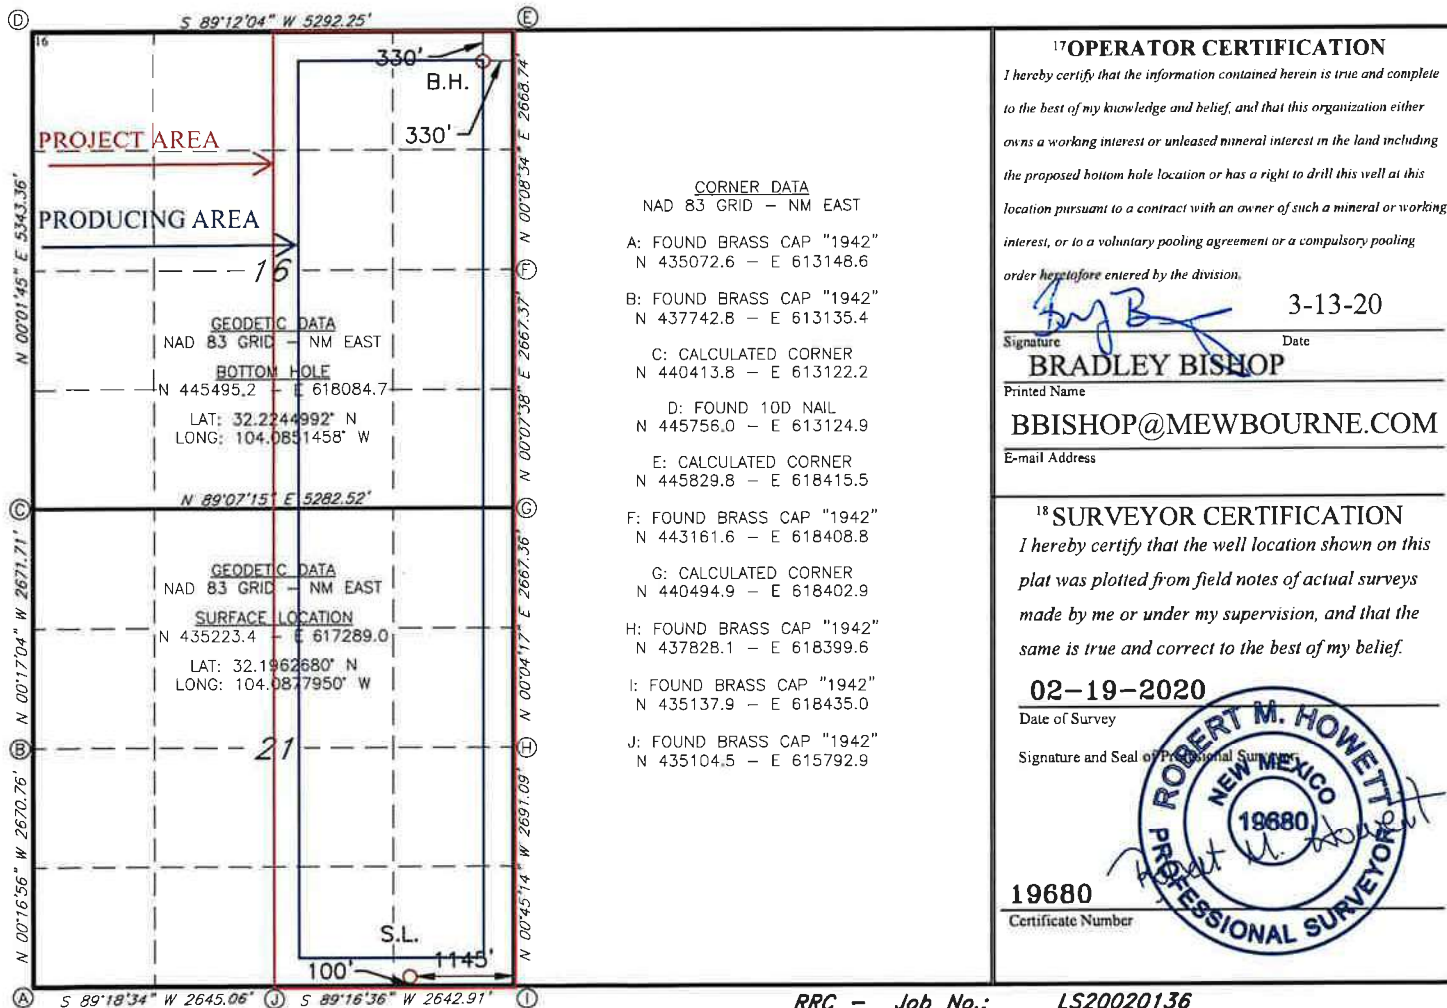 D
S 89°12'04" W 5292.25'
E
16
330'
B.H.
330'
PROJECT AREA
PRODUCING AREA
N 00°01'45" E 5343.36'
N 00°08'34" E 2668.74'
16
F
GEODETIC DATA
NAD 83 GRID – NM EAST
BOTTOM HOLE
N 445495.2 – E 618084.7
LAT: 32.2244992° N
LONG: 104.0851458° W
N 00°07'38" E 2667.37'
N 89°07'15" E 5282.52'
C
G
GEODETIC DATA
NAD 83 GRID – NM EAST
SURFACE LOCATION
N 435223.4 – E 617289.0
LAT: 32.1962680° N
LONG: 104.0877950° W
N 00°17'04" W 2671.71'
N 00°04'17" E 2667.36'
B
21
H
N 00°16'56" W 2670.76'
N 00°45'14" W 2691.09'
S.L.
100'
1145'
A
S 89°18'34" W 2645.06'
J
S 89°16'36" W 2642.91'
I
CORNER DATA
NAD 83 GRID – NM EAST
A: FOUND BRASS CAP "1942"
N 435072.6 – E 613148.6
B: FOUND BRASS CAP "1942"
N 437742.8 – E 613135.4
C: CALCULATED CORNER
N 440413.8 – E 613122.2
D: FOUND 10D NAIL
N 445756.0 – E 613124.9
E: CALCULATED CORNER
N 445829.8 – E 618415.5
F: FOUND BRASS CAP "1942"
N 443161.6 – E 618408.8
G: CALCULATED CORNER
N 440494.9 – E 618402.9
H: FOUND BRASS CAP "1942"
N 437828.1 – E 618399.6
I: FOUND BRASS CAP "1942"
N 435137.9 – E 618435.0
J: FOUND BRASS CAP "1942"
N 435104.5 – E 615792.9
17 OPERATOR CERTIFICATION
I hereby certify that the information contained herein is true and complete
to the best of my knowledge and belief, and that this organization either
owns a working interest or unleased mineral interest in the land including
the proposed bottom hole location or has a right to drill this well at this
location pursuant to a contract with an owner of such a mineral or working
interest, or to a voluntary pooling agreement or a compulsory pooling
order heretofore entered by the division.
3-13-20
Signature Date
BRADLEY BISHOP
Printed Name
BBISHOP@MEWBOURNE.COM
E-mail Address
18 SURVEYOR CERTIFICATION
I hereby certify that the well location shown on this
plat was plotted from field notes of actual surveys
made by me or under my supervision, and that the
same is true and correct to the best of my belief.
02-19-2020
Date of Survey
Signature and Seal of Professional Surveyor:
ROBERT M. HOWETT
NEW MEXICO
19680
PROFESSIONAL SURVEYOR
Robert M. Howett
19680
Certificate Number
RRC – Job No.: LS20020136